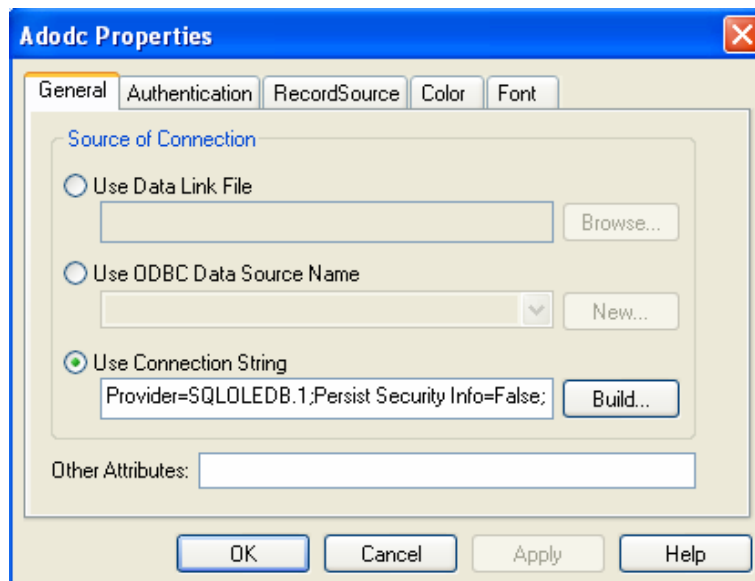 Adodc Properties
General Authentication RecordSource Color Font
Source of Connection
Use Data Link File
Browse...
Use ODBC Data Source Name
New...
Use Connection String
Provider=SQLOLEDB.1;Persist Security Info=False;
Build...
Other Attributes:
OK Cancel Apply Help